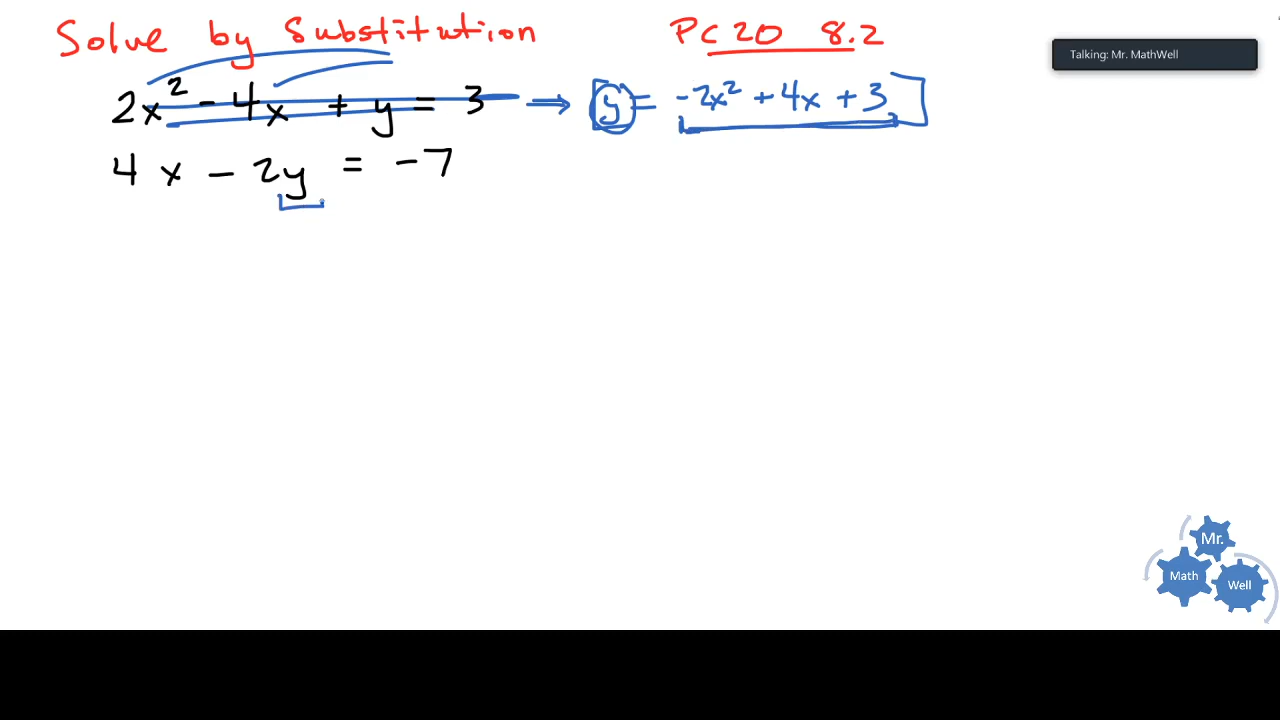 Solve by Substitution PC 20 8.2
Talking: Mr. MathWell
2x² - 4x + y = 3 ⇒ y = -2x² + 4x + 3
4x - 2y = -7
Mr.
Math Well